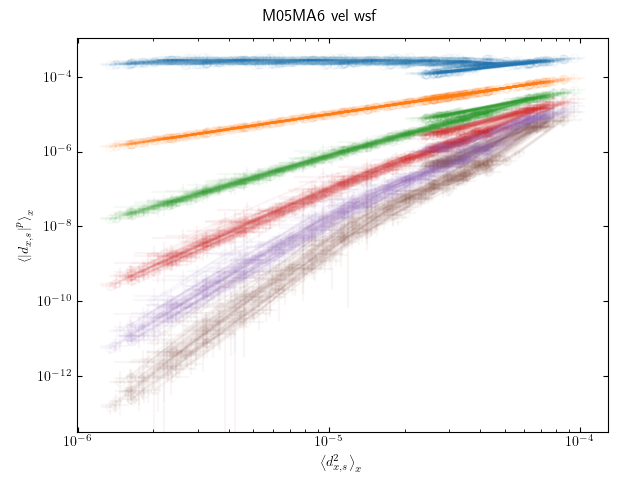 M05MA6 vel wsf
⟨|d_{x,s}|^p⟩_x
10^{-4}
10^{-6}
10^{-8}
10^{-10}
10^{-12}
10^{-6}
10^{-5}
10^{-4}
⟨d^2_{x,s}⟩_x